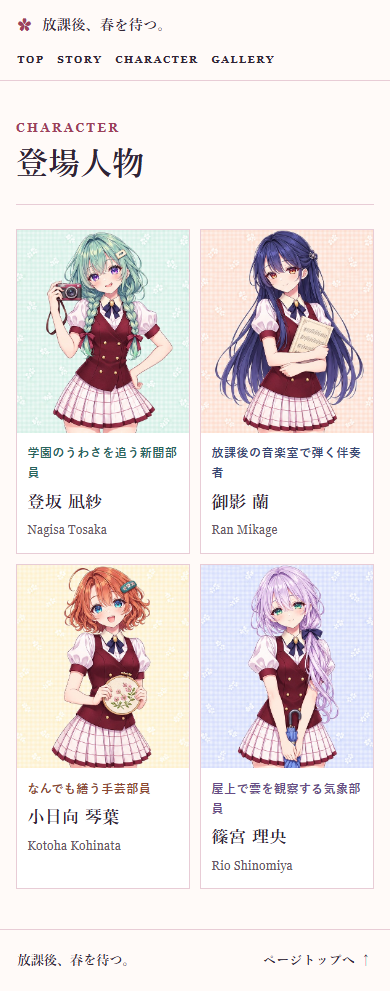 放課後、春を待つ。
TOP STORY CHARACTER GALLERY
CHARACTER
登場人物
学園のうわさを追う新聞部
員
登坂 凪紗
Nagisa Tosaka
放課後の音楽室で弾く伴奏
者
御影 蘭
Ran Mikage
なんでも繕う手芸部員
小日向 琴葉
Kotoha Kohinata
屋上で雲を観察する気象部
員
篠宮 理央
Rio Shinomiya
放課後、春を待つ。
ページトップへ ↑